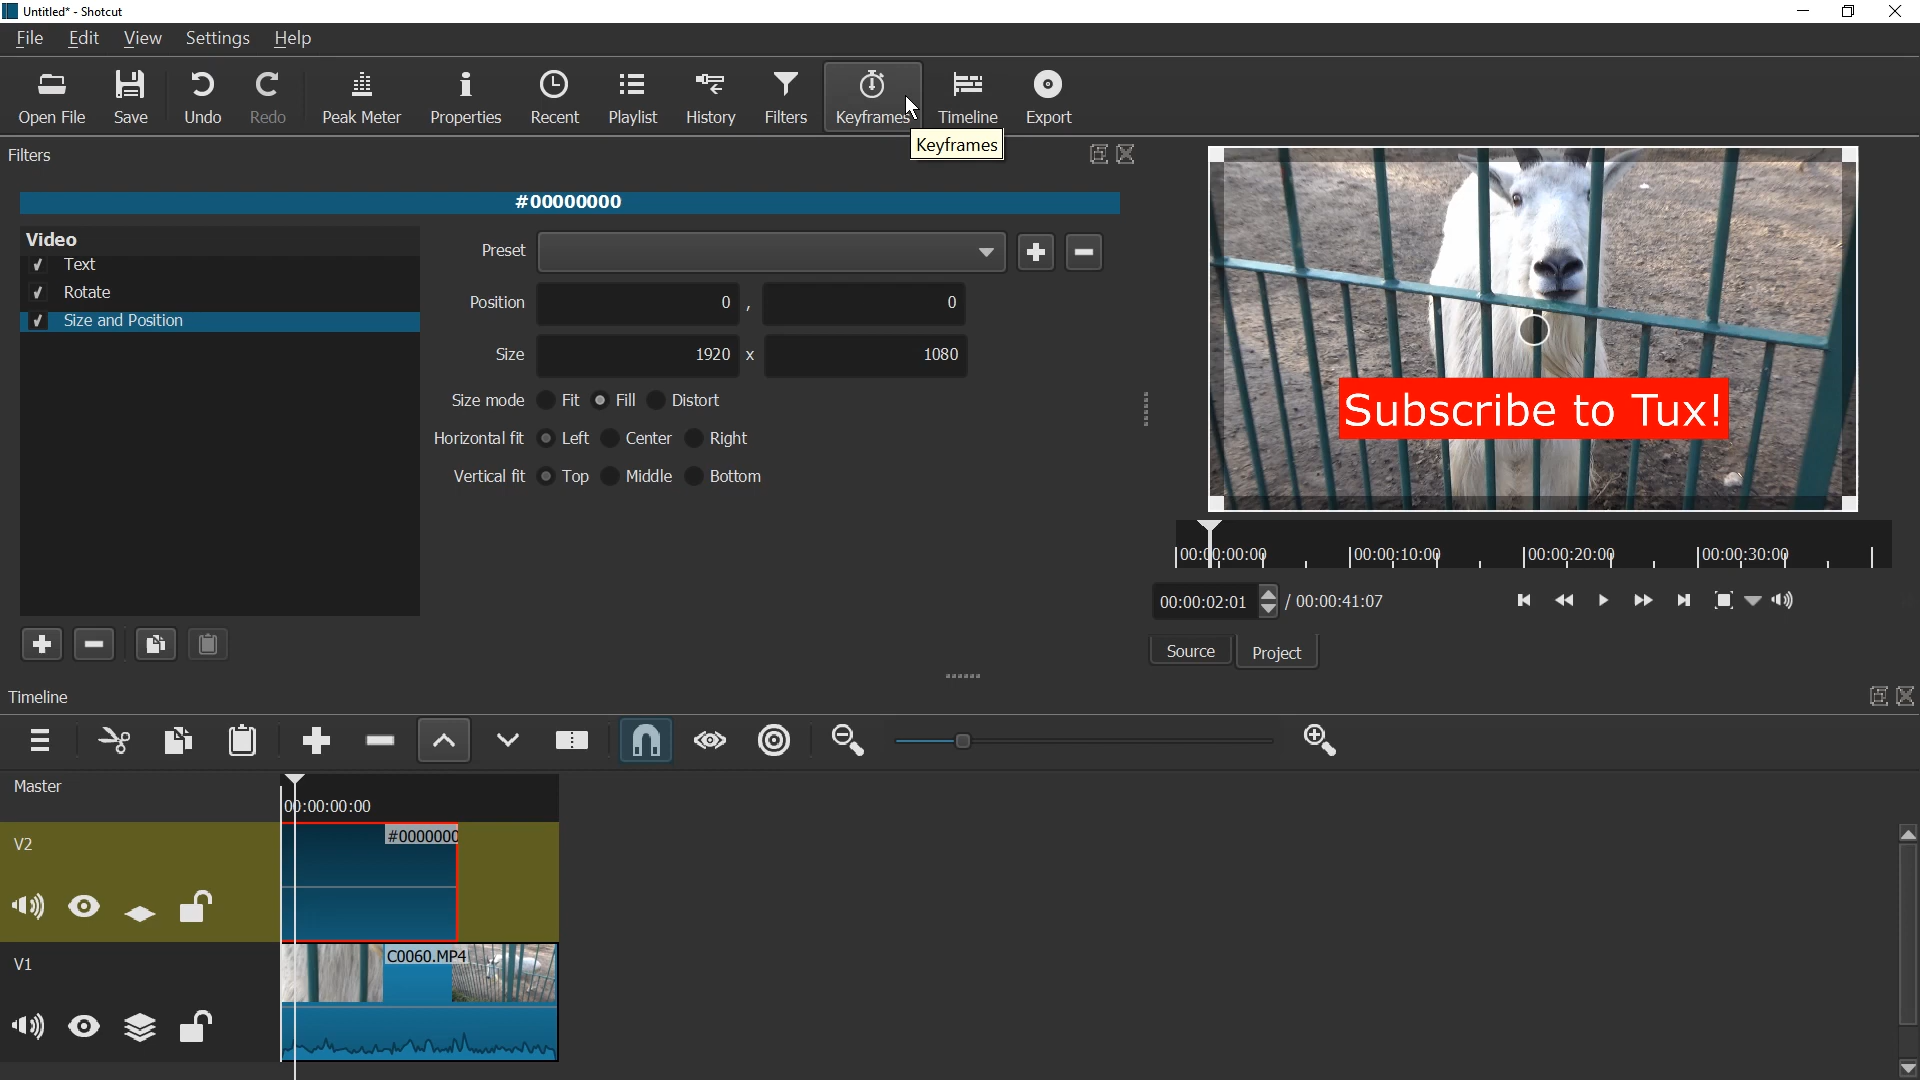 Untitled* - Shotcut
File Edit View Settings Help
Open File Save Undo Redo Peak Meter Properties Recent Playlist History Filters Keyframes Timeline Export
Keyframes
Filters
#00000000
Video
Text
Rotate
Size and Position
Preset
Position 0 , 0
Size 1920 x 1080
Size mode Fit Fill Distort
Horizontal fit Left Center Right
Vertical fit Top Middle Bottom
Subscribe to Tux!
00:00:00:00 00:00:10:00 00:00:20:00 00:00:30:00
00:00:02:01 / 00:00:41:07
Source Project
Timeline
Master
00:00:00:00
V2
#0000000
V1
C0060.MP4